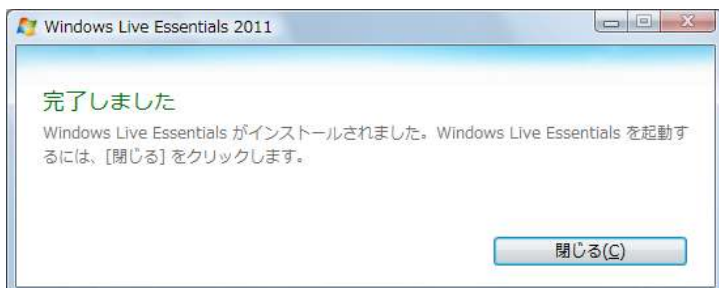 Windows Live Essentials 2011
完了しました
Windows Live Essentials がインストールされました。Windows Live Essentials を起動す
るには、[閉じる] をクリックします。
閉じる(C)